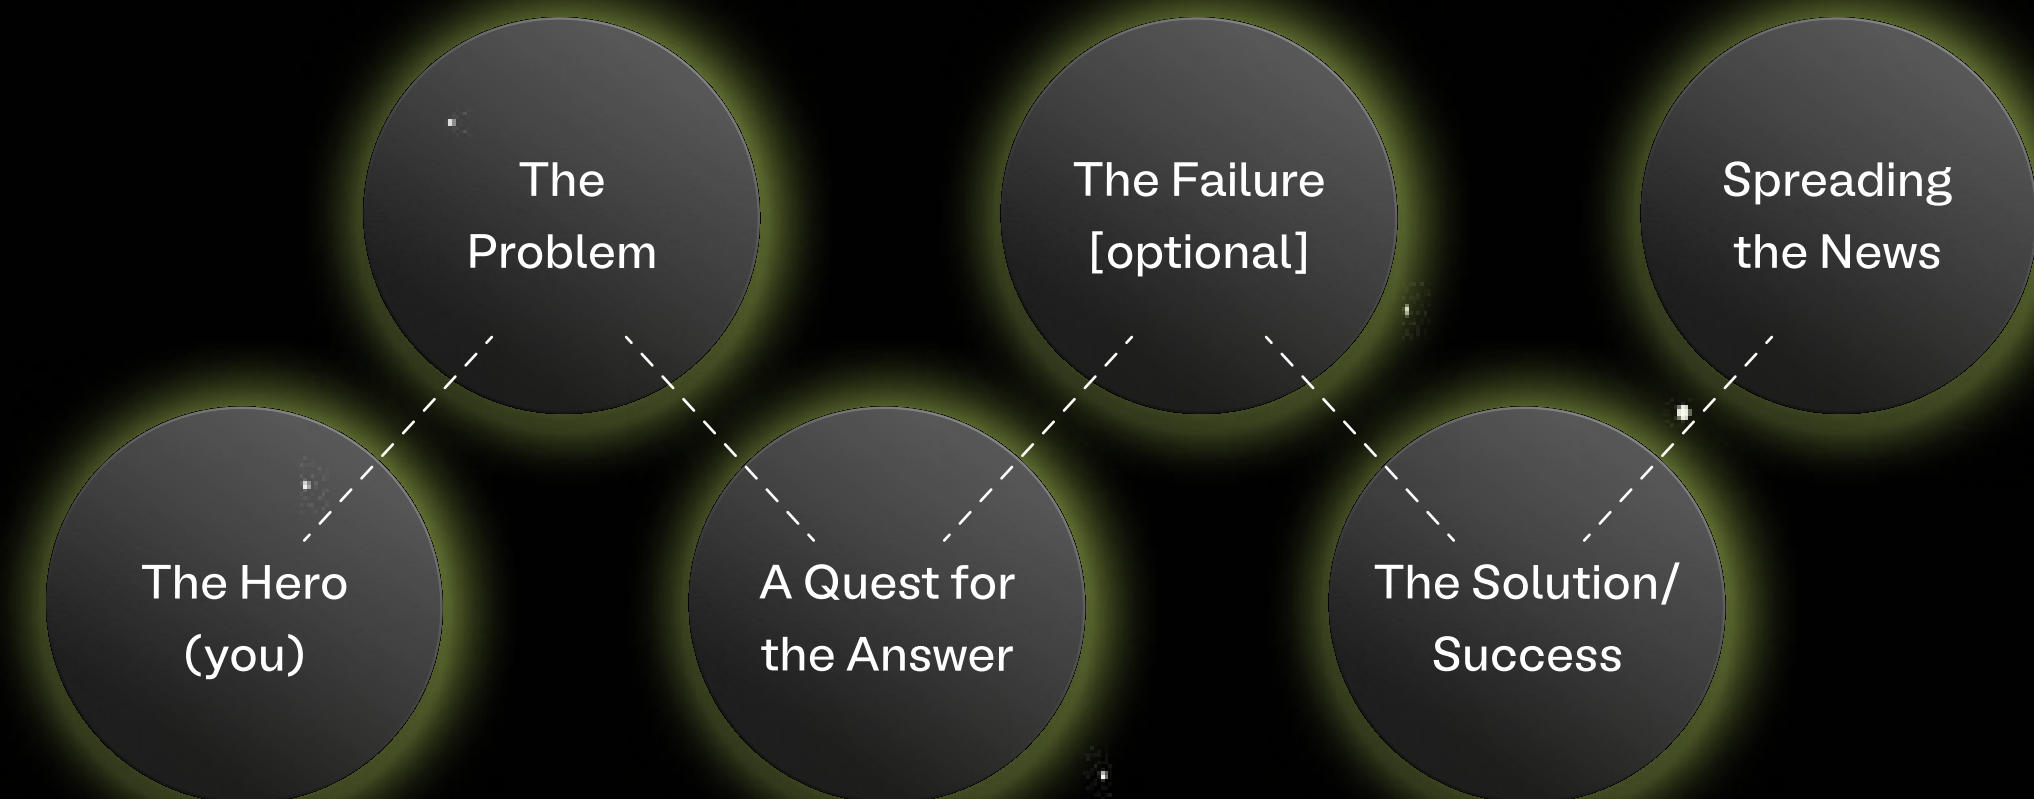 The Hero
(you)
The
Problem
A Quest for
the Answer
The Failure
[optional]
The Solution/
Success
Spreading
the News